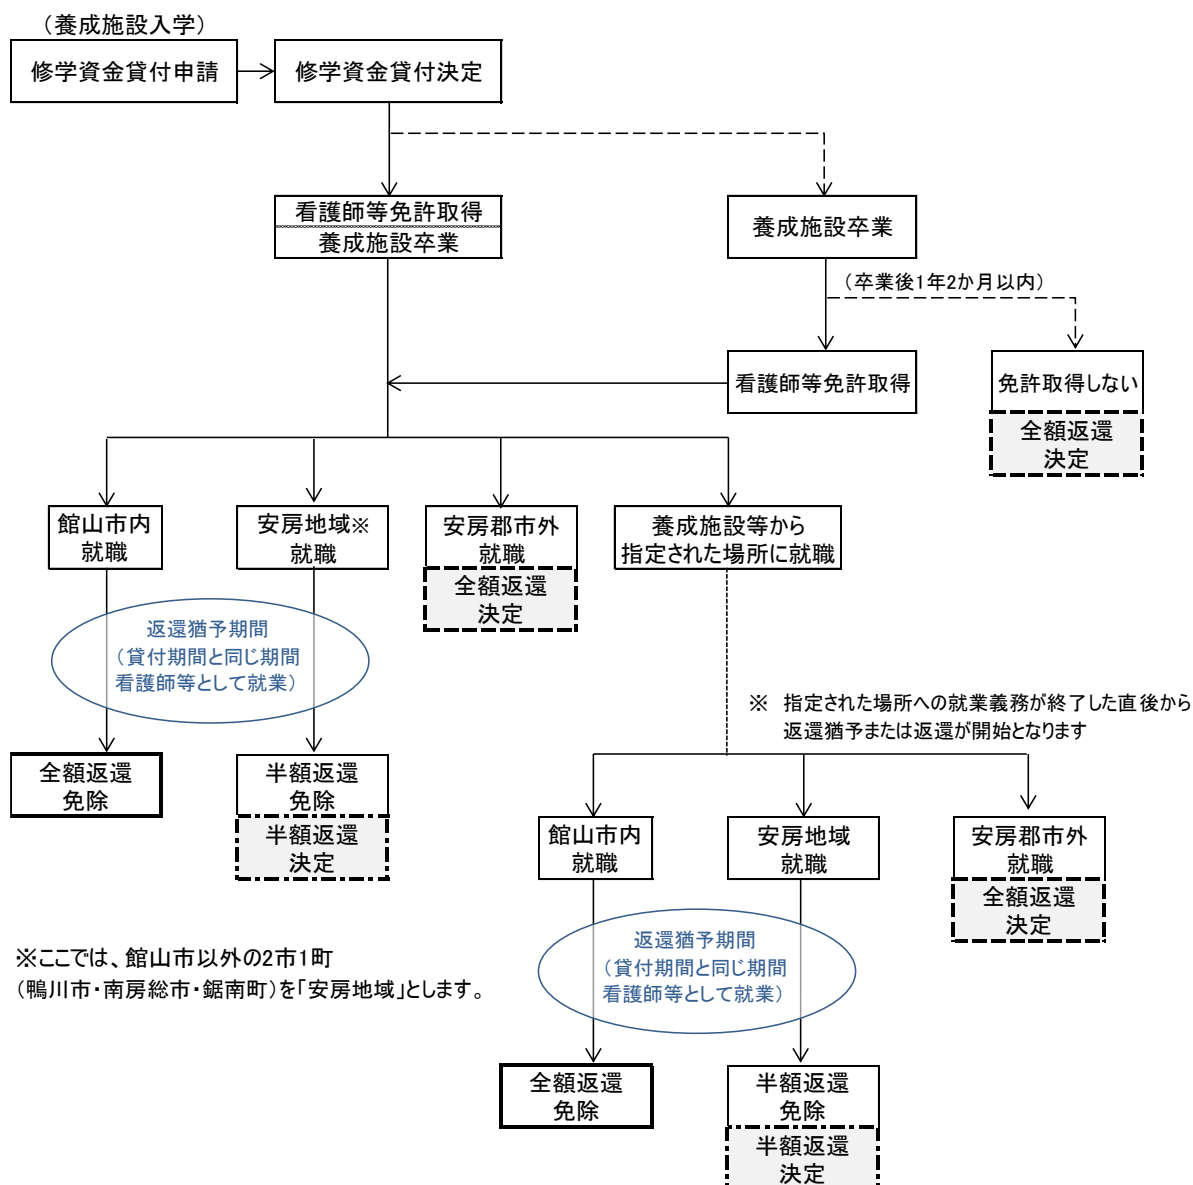 （養成施設入学）
修学資金貸付申請
修学資金貸付決定
看護師等免許取得
養成施設卒業
養成施設卒業
（卒業後1年2か月以内）
看護師等免許取得
免許取得しない
全額返還
決定
館山市内
就職
安房地域※
就職
安房郡市外
就職
全額返還
決定
養成施設等から
指定された場所に就職
返還猶予期間
（貸付期間と同じ期間
看護師等として就業）
※　指定された場所への就業義務が終了した直後から
返還猶予または返還が開始となります
全額返還
免除
半額返還
免除
半額返還
決定
館山市内
就職
安房地域
就職
安房郡市外
就職
全額返還
決定
※ここでは、館山市以外の2市1町
（鴨川市・南房総市・鋸南町）を「安房地域」とします。
返還猶予期間
（貸付期間と同じ期間
看護師等として就業）
全額返還
免除
半額返還
免除
半額返還
決定